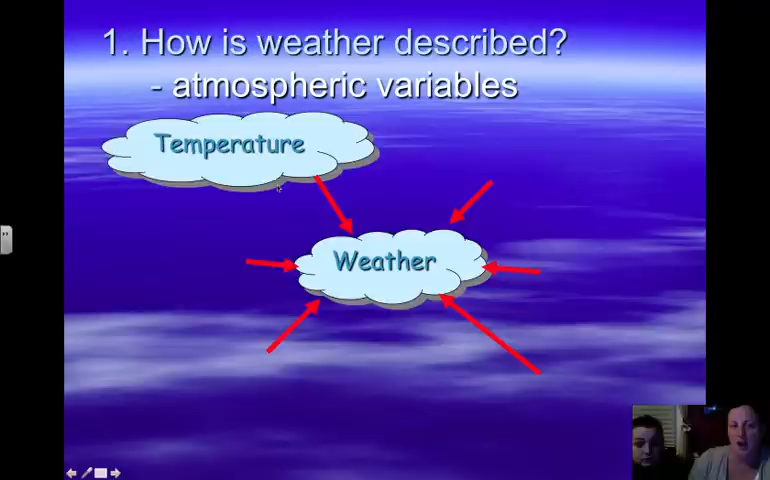 1. How is weather described?
- atmospheric variables
Temperature
Weather